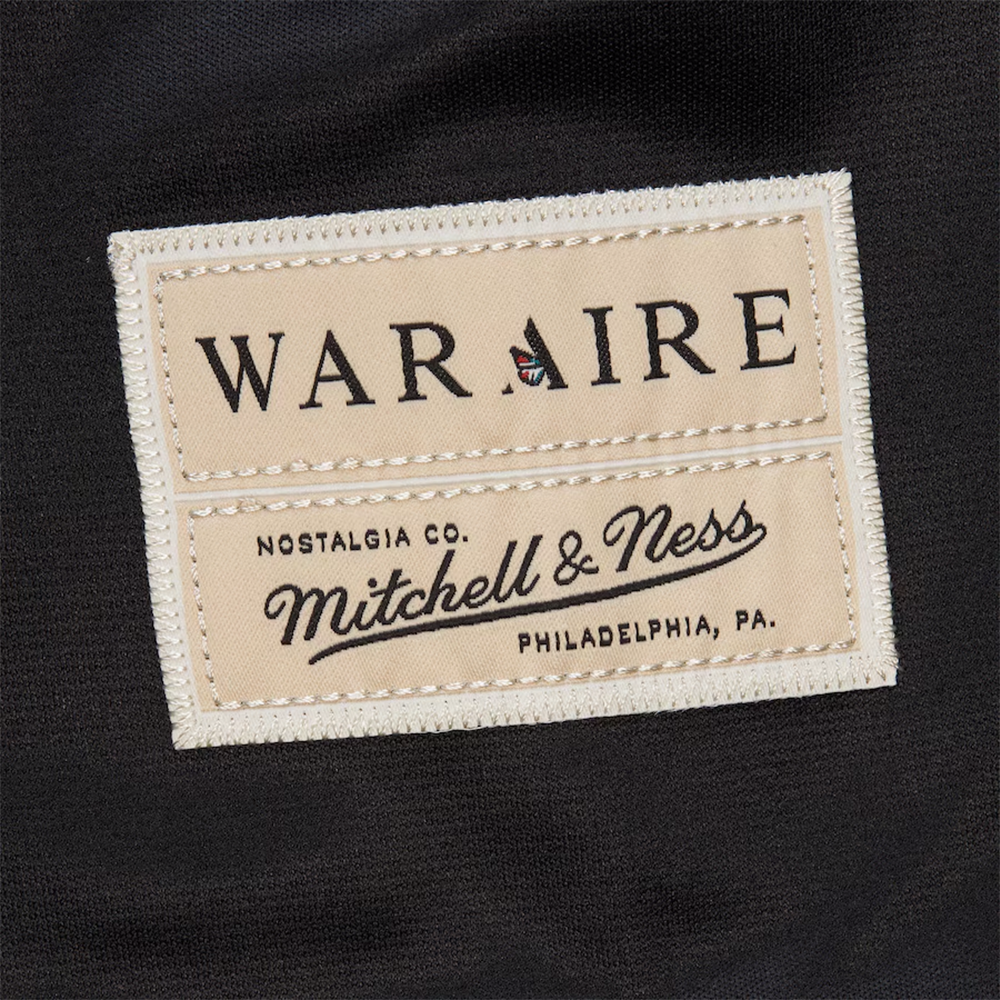 WARAIRE
NOSTALGIA CO.
Mitchell & Ness
PHILADELPHIA, PA.